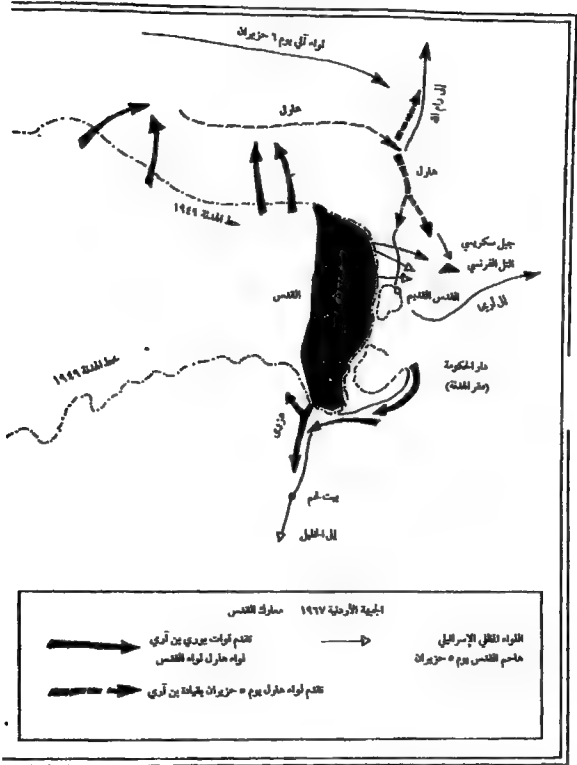 لواء آلي يوم ٦ حزيران
إلى رام الله
هارل
هارل
خط الهدنة ١٩٤٩
جبل سكوبس
التل الفرنسي
القدس
القدس القديم
إلى
دار الحكومة
(مقر الهدنة)
خط الهدنة ١٩٤٩
بيت لحم
إلى الخليل
الجبهة الأردنية ١٩٦٧ معارك القدس
تقدم قوات يوري بن آري
لواء هارل لواء القدس
اللواء الإسرائيلي
هاجم القدس يوم ٥ حزيران
تقدم لواء هارل يوم ٥ حزيران بقيادة بن آري